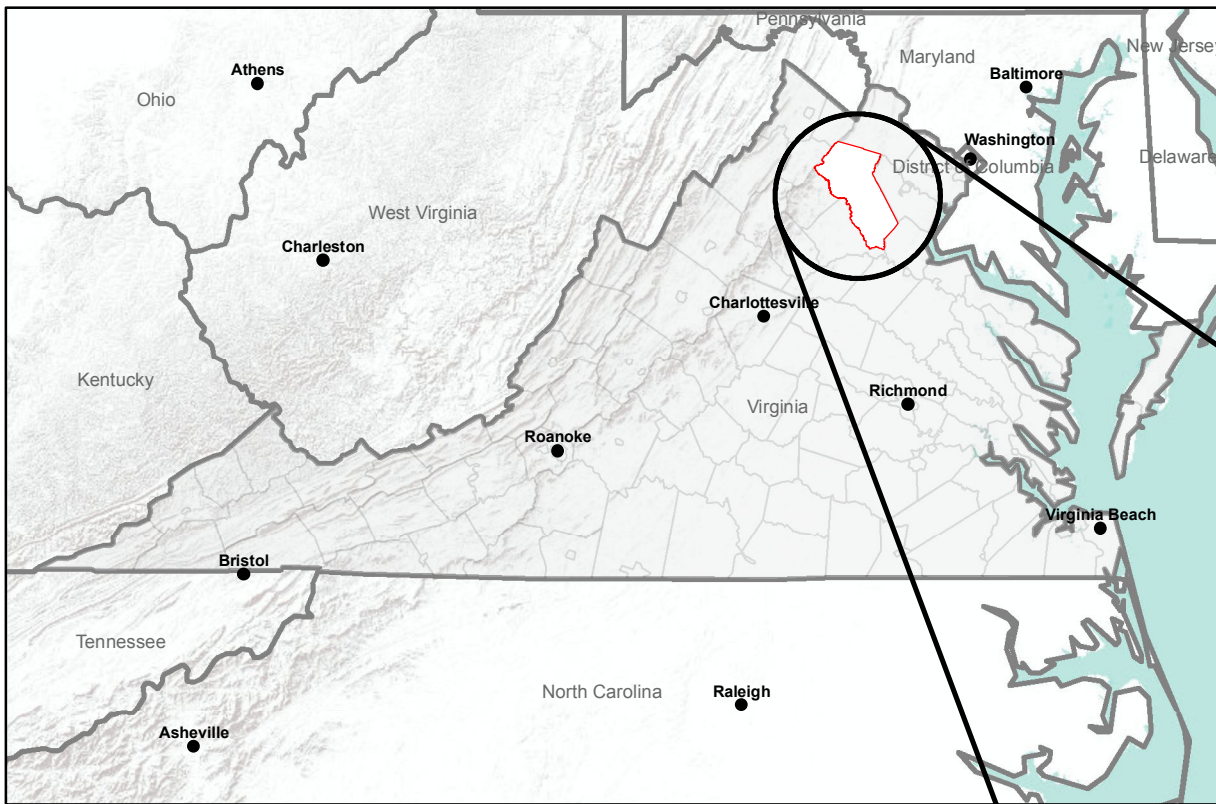 Pennsylvania
New Jersey
Maryland
Athens
Baltimore
Ohio
Washington
District of Columbia
Delaware
West Virginia
Charleston
Charlottesville
Kentucky
Richmond
Virginia
Roanoke
Virginia Beach
Bristol
Tennessee
North Carolina
Raleigh
Asheville